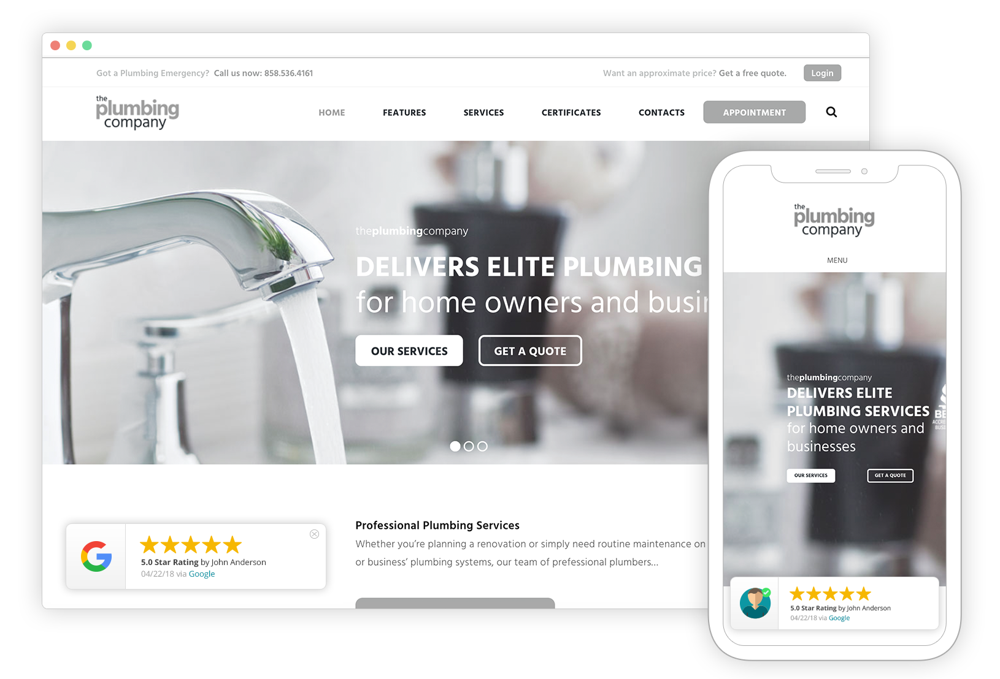 Got a Plumbing Emergency? Call us now: 858.536.4161
Want an approximate price? Get a free quote.
Login
the
plumbing
company
HOME
FEATURES
SERVICES
CERTIFICATES
CONTACTS
APPOINTMENT
theplumbingcompany
DELIVERS ELITE PLUMBING
for home owners and
OUR SERVICES
GET A QUOTE
5.0 Star Rating by John Anderson
04/22/18 via Google
Professional Plumbing Services
Whether you’re planning a renovation or simply need routine maintenance on
or business’ plumbing systems, our team of prefessional plumbers...
the
plumbing
company
MENU
theplumbingcompany
DELIVERS ELITE
PLUMBING SERVICES
for home owners and
businesses
OUR SERVICES
GET A QUOTE
5.0 Star Rating by John Anderson
04/22/18 via Google